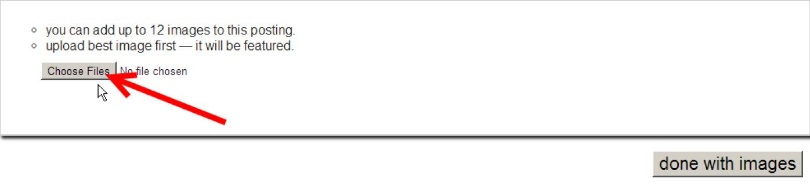 you can add up to 12 images to this posting.
upload best image first — it will be featured.
Choose Files No file chosen
done with images